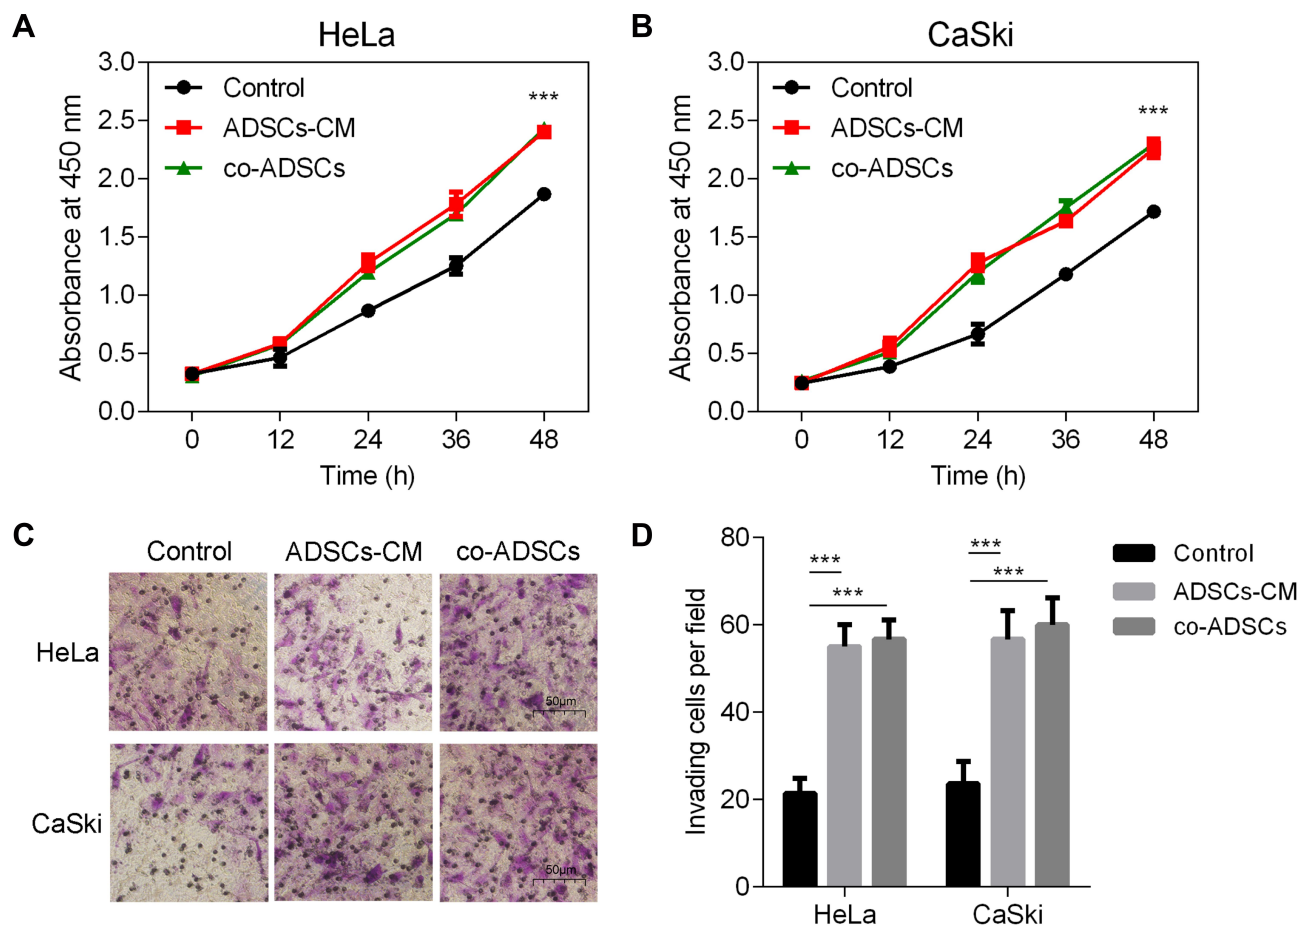 A
HeLa
Absorbance at 450 nm
3.0
2.5
2.0
1.5
1.0
0.5
0.0
Control
ADSCs-CM
co-ADSCs
***
0 12 24 36 48
Time (h)
B
CaSki
Absorbance at 450 nm
3.0
2.5
2.0
1.5
1.0
0.5
0.0
Control
ADSCs-CM
co-ADSCs
***
0 12 24 36 48
Time (h)
C
Control ADSCs-CM co-ADSCs
HeLa
50μm
CaSki
50μm
D
Invading cells per field
80
60
40
20
0
***
***
***
***
HeLa CaSki
Control
ADSCs-CM
co-ADSCs